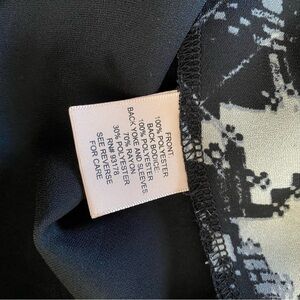 FRONT:
100% POLYESTER
BACK BODICE:
100% POLYESTER
BACK YOKE AND SLEEVES
70% RAYON
30% POLYESTER
RN# 93178
SEE REVERSE
FOR CARE